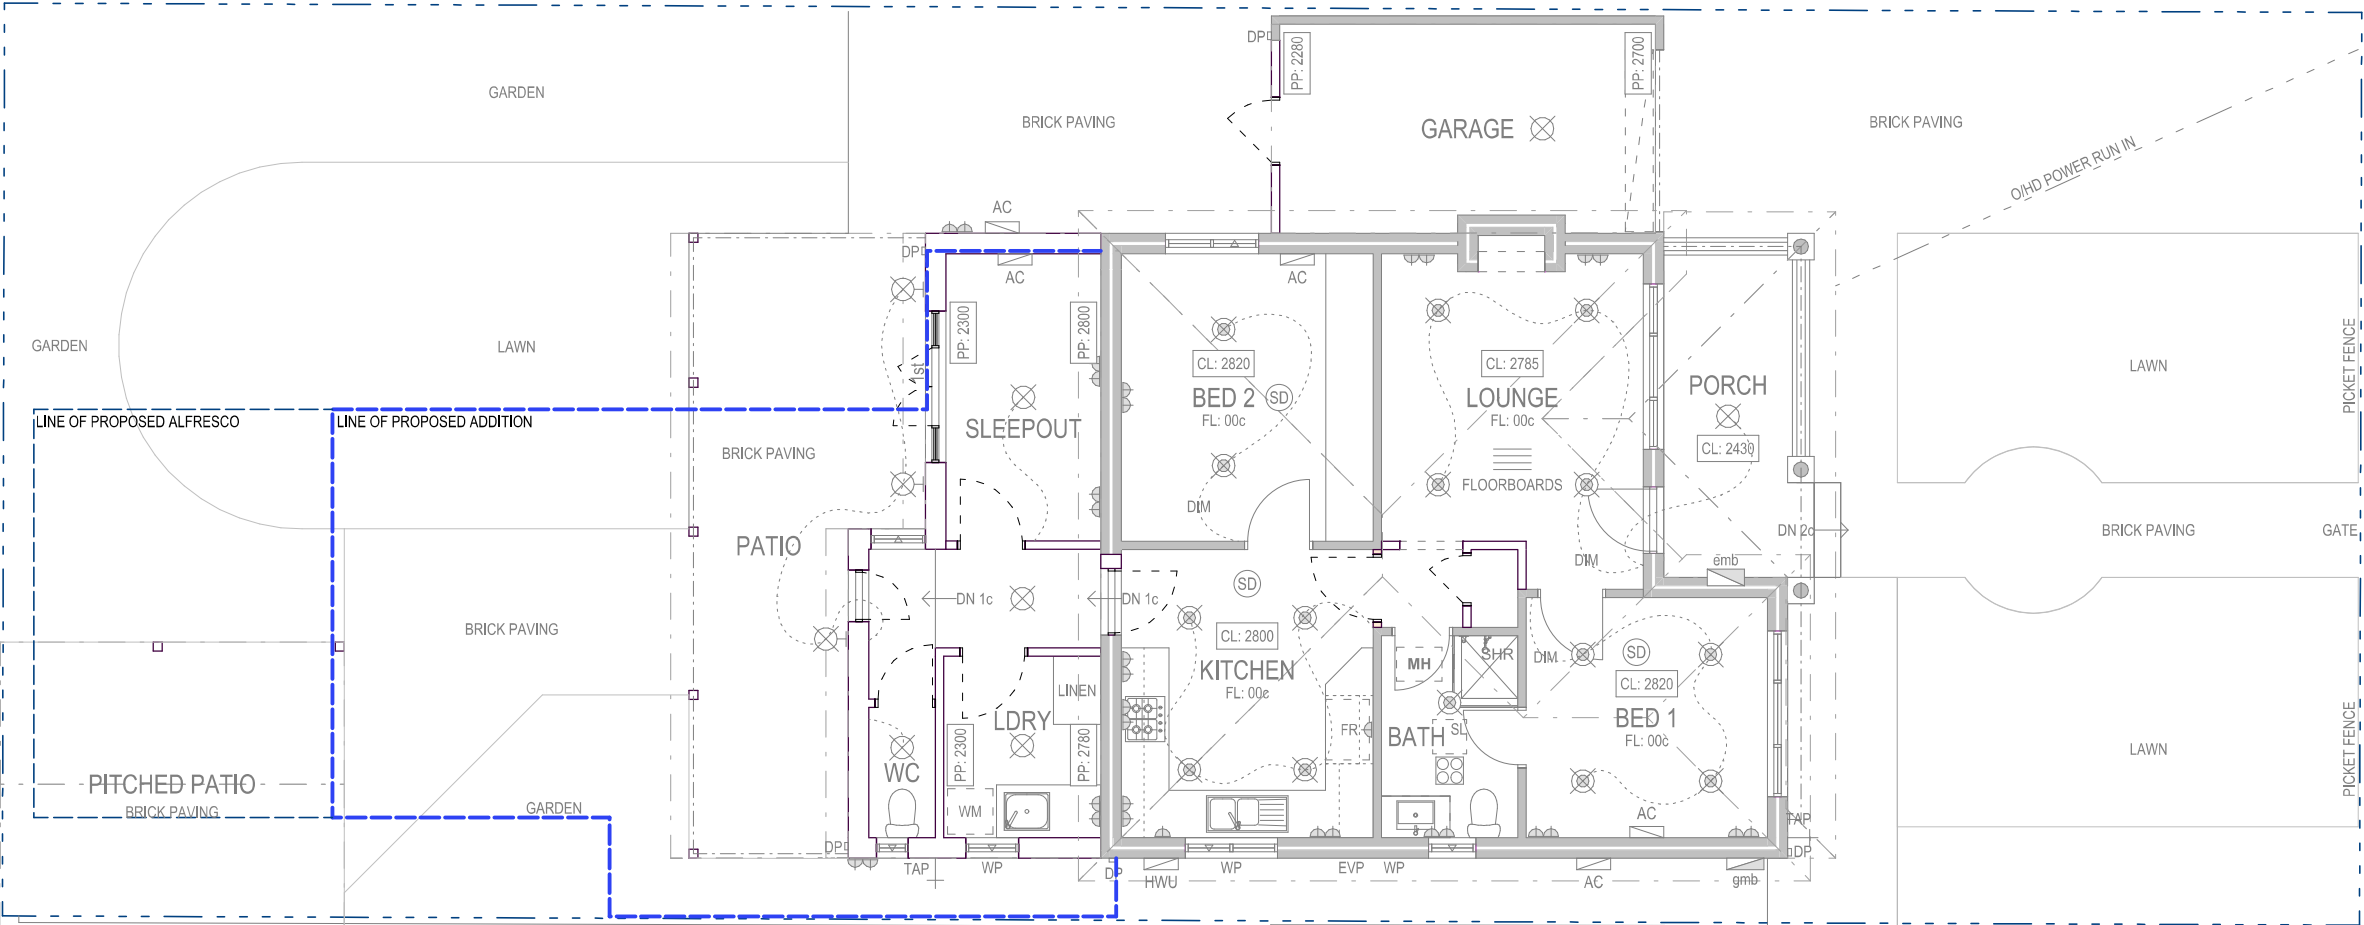 DP
PP: 2280
PP: 2700
GARDEN
BRICK PAVING
GARAGE
BRICK PAVING
O/HD POWER RUN IN
AC
DP
AC
AC
PP: 2300
PP: 2800
GARDEN
LAWN
1st
CL: 2820
BED 2
SD
FL: 00c
CL: 2785
LOUNGE
FL: 00c
PORCH
CL: 2430
LAWN
PICKET FENCE
LINE OF PROPOSED ALFRESCO
LINE OF PROPOSED ADDITION
SLEEPOUT
BRICK PAVING
FLOORBOARDS
DIM
PATIO
DN 2c
BRICK PAVING
GATE
DIM
emb
SD
DN 1c
DN 1c
BRICK PAVING
CL: 2800
KITCHEN
FL: 00c
MH
SHR
DIM
SD
CL: 2820
BED 1
FL: 00c
LINEN
LDRY
PP: 2300
PP: 2780
FR
BATH
SL
LAWN
PICKET FENCE
WC
PITCHED PATIO
BRICK PAVING
GARDEN
WM
AC
TAP
DP
TAP
WP
DP
HWU
WP
EVP
WP
AC
gmb
DP